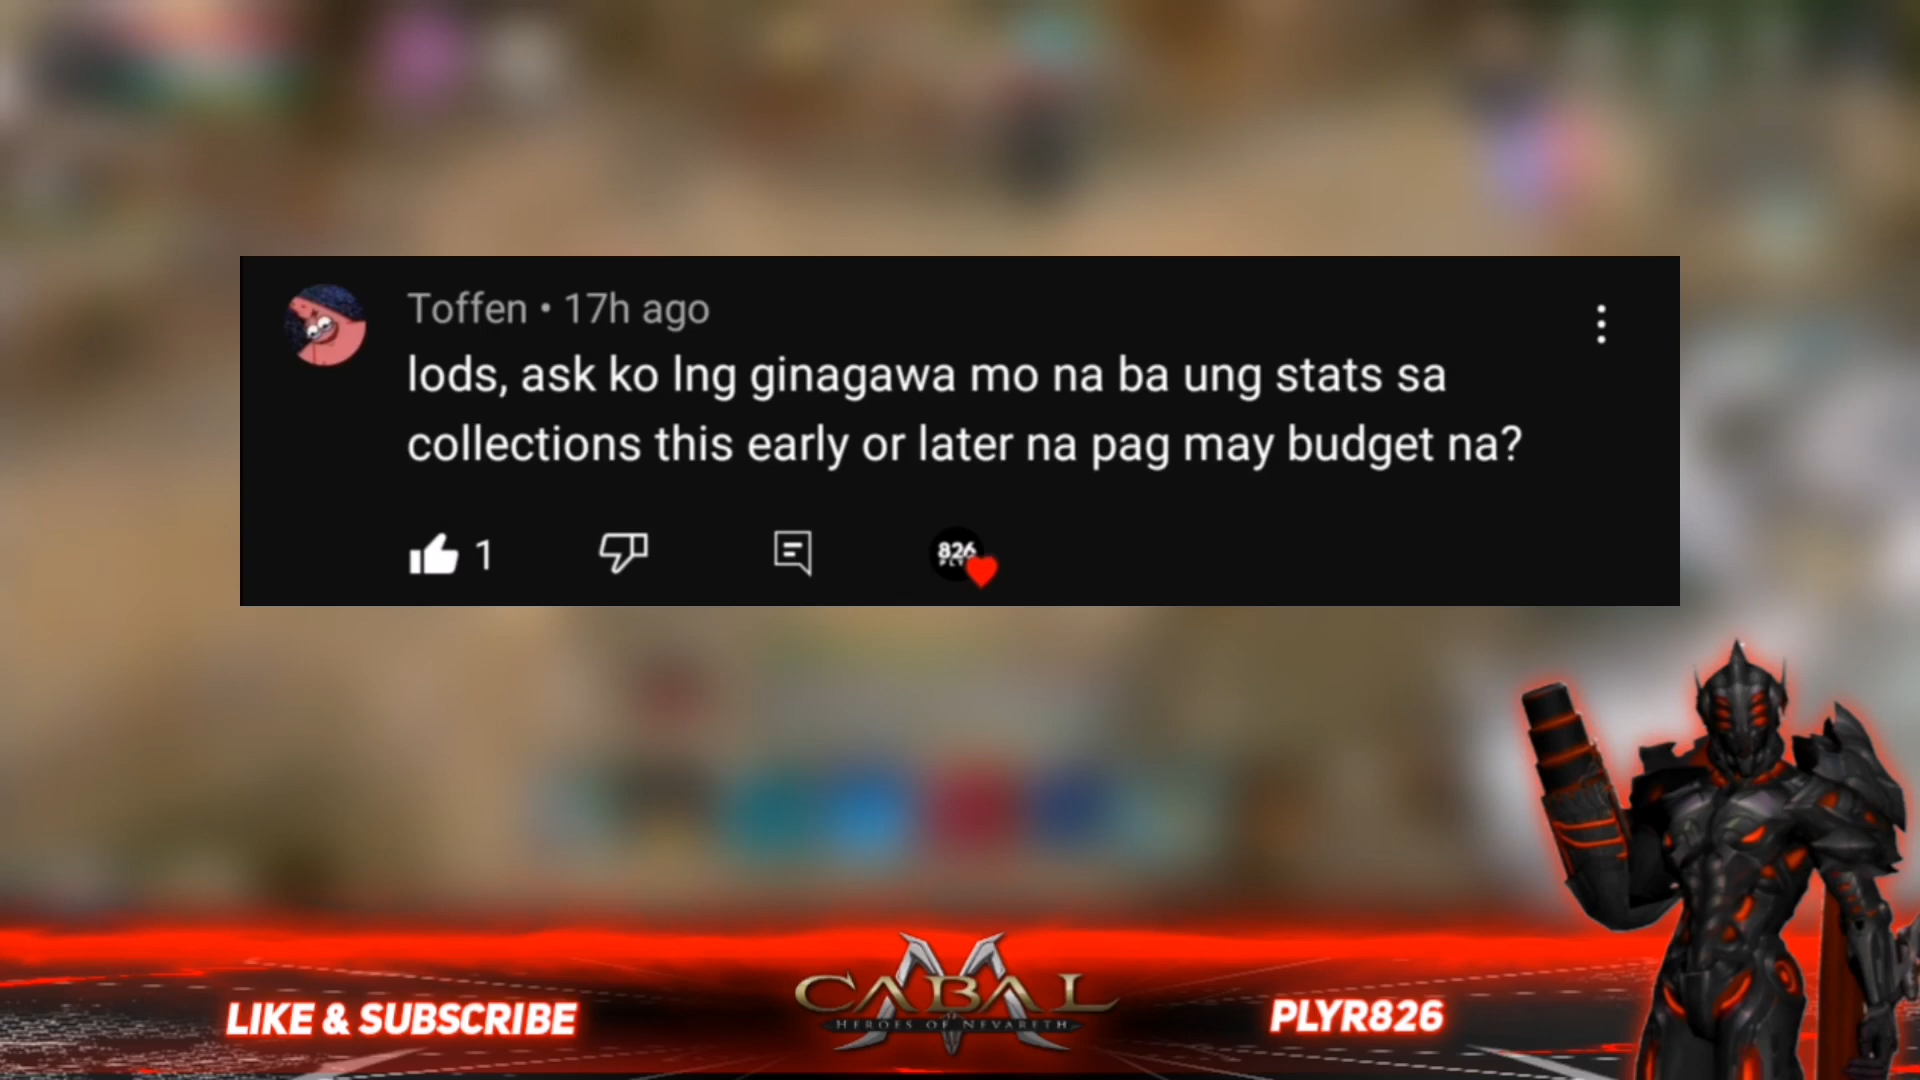 Toffen • 17h ago
lods, ask ko lng ginagawa mo na ba ung stats sa
collections this early or later na pag may budget na?
1
826
PLYR
LIKE & SUBSCRIBE
CABAL
HEROES OF NEVARETH
PLYR826